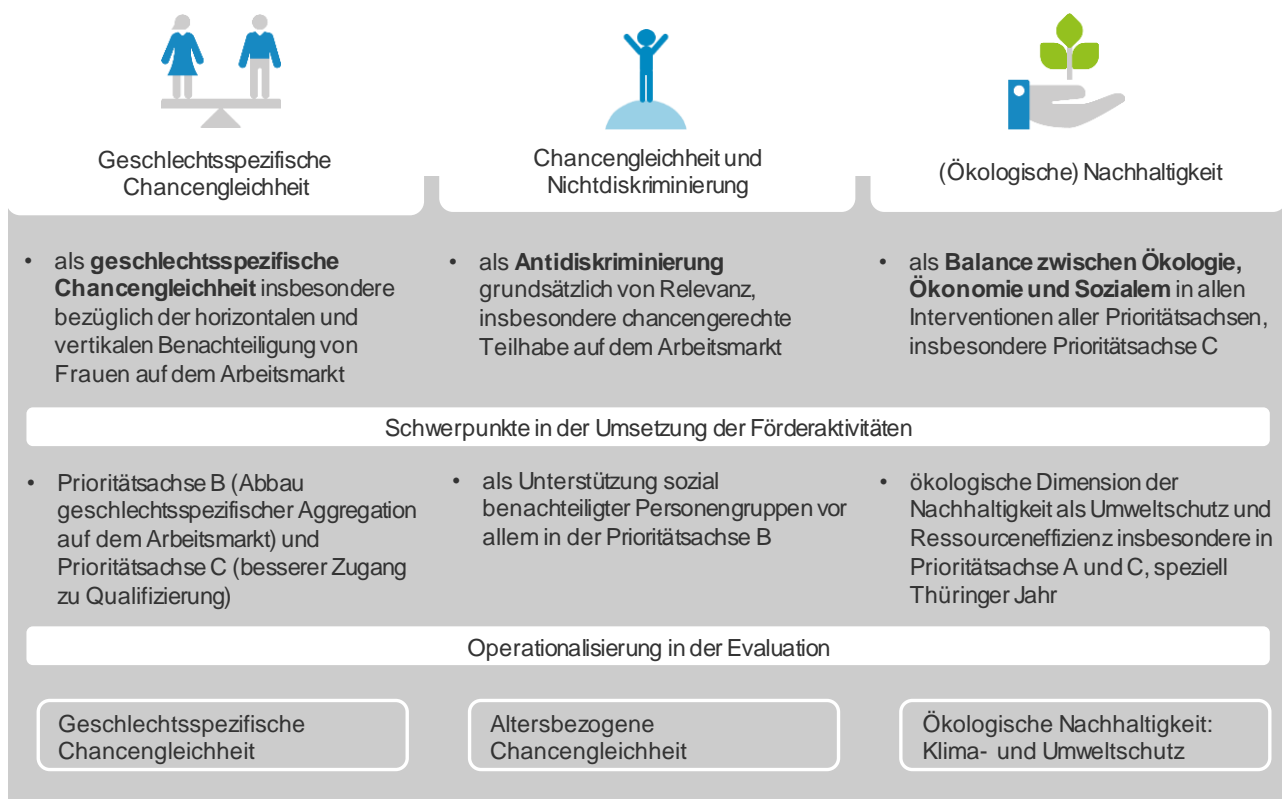 Geschlechtsspezifische
Chancengleichheit
Chancengleichheit und
Nichtdiskriminierung
(Ökologische) Nachhaltigkeit
• als geschlechtsspezifische
Chancengleichheit insbesondere
bezüglich der horizontalen und
vertikalen Benachteiligung von
Frauen auf dem Arbeitsmarkt
• als Antidiskriminierung
grundsätzlich von Relevanz,
insbesondere chancengerechte
Teilhabe auf dem Arbeitsmarkt
• als Balance zwischen Ökologie,
Ökonomie und Sozialem in allen
Interventionen aller Prioritätsachsen,
insbesondere Prioritätsachse C
Schwerpunkte in der Umsetzung der Förderaktivitäten
• Prioritätsachse B (Abbau
geschlechtsspezifischer Aggregation
auf dem Arbeitsmarkt) und
Prioritätsachse C (besserer Zugang
zu Qualifizierung)
• als Unterstützung sozial
benachteiligter Personengruppen vor
allem in der Prioritätsachse B
• ökologische Dimension der
Nachhaltigkeit als Umweltschutz und
Ressourceneffizienz insbesondere in
Prioritätsachse A und C, speziell
Thüringer Jahr
Operationalisierung in der Evaluation
Geschlechtsspezifische
Chancengleichheit
Altersbezogene
Chancengleichheit
Ökologische Nachhaltigkeit:
Klima- und Umweltschutz